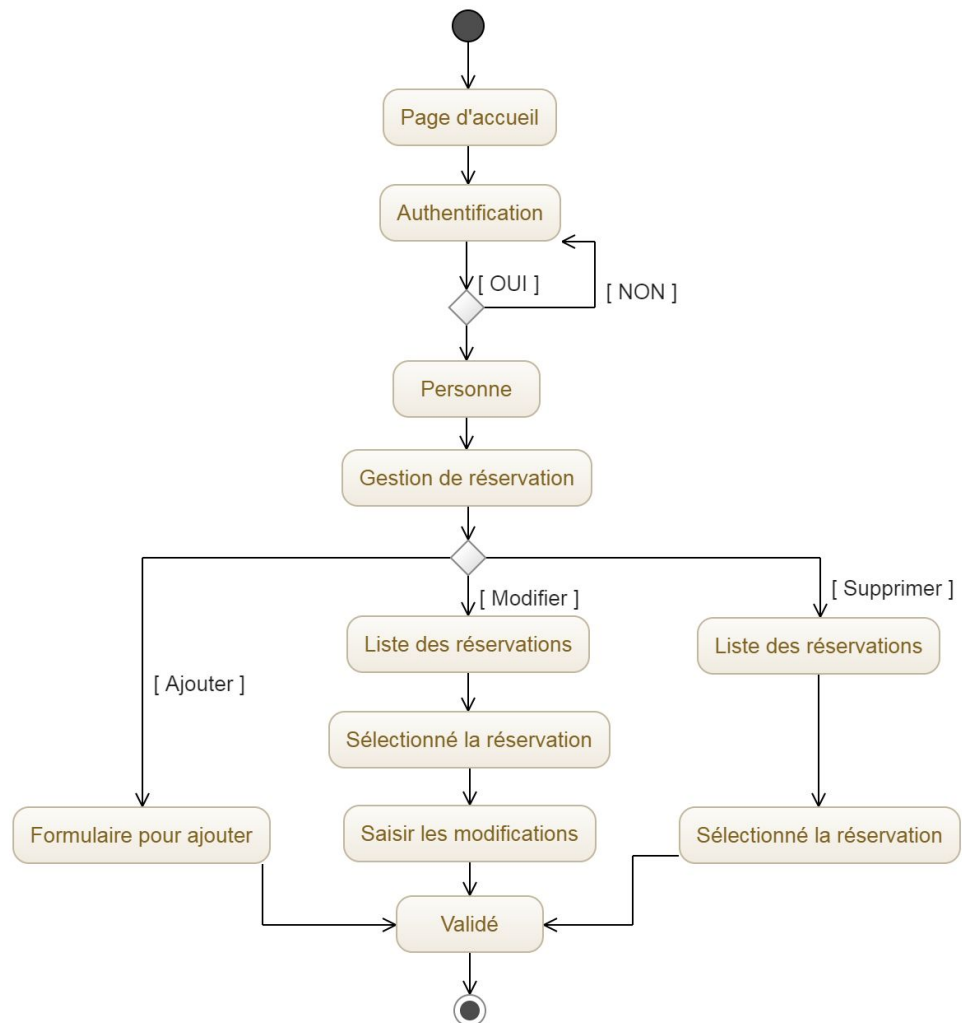 Page d'accueil
Authentification
[ OUI ]
[ NON ]
Personne
Gestion de réservation
[ Modifier ]
[ Supprimer ]
Liste des réservations
Liste des réservations
[ Ajouter ]
Sélectionné la réservation
Formulaire pour ajouter
Saisir les modifications
Sélectionné la réservation
Validé